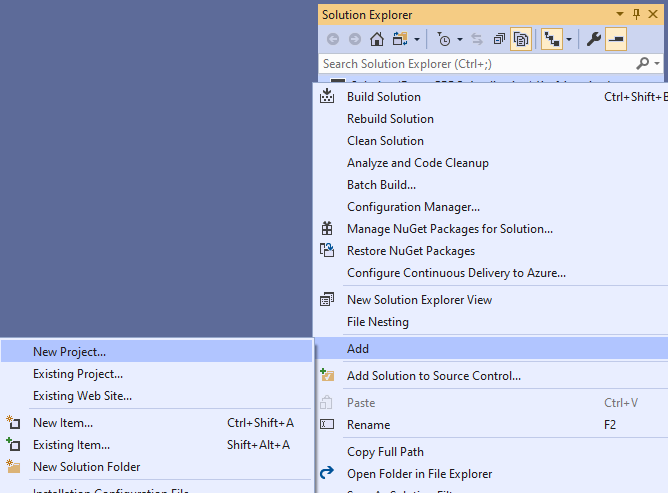 Solution Explorer
Search Solution Explorer (Ctrl+;)
Build Solution Ctrl+Shift+B
Rebuild Solution
Clean Solution
Analyze and Code Cleanup
Batch Build...
Configuration Manager...
Manage NuGet Packages for Solution...
Restore NuGet Packages
Configure Continuous Delivery to Azure...
New Solution Explorer View
File Nesting
Add
Add Solution to Source Control...
Paste Ctrl+V
Rename F2
Copy Full Path
Open Folder in File Explorer
Save As Solution Filter
New Project...
Existing Project...
Existing Web Site...
New Item... Ctrl+Shift+A
Existing Item... Shift+Alt+A
New Solution Folder
Installation Configuration File